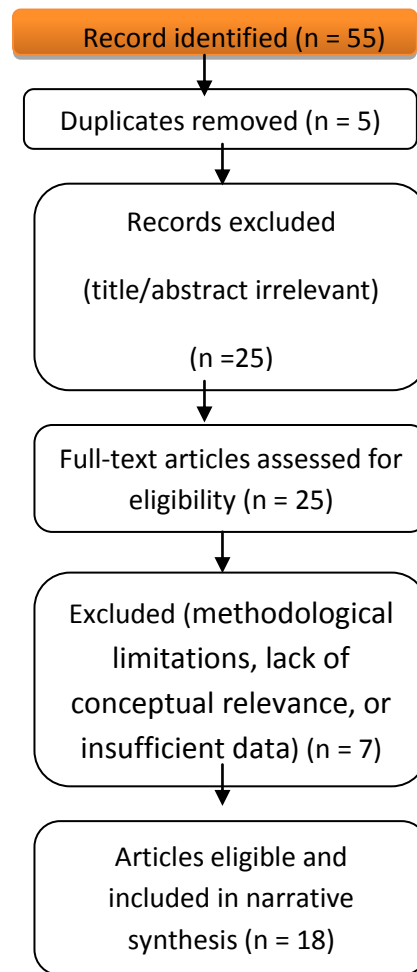 Record identified (n = 55)
Duplicates removed (n = 5)
Records excluded
(title/abstract irrelevant)
(n =25)
Full-text articles assessed for
eligibility (n = 25)
Excluded (methodological
limitations, lack of
conceptual relevance, or
insufficient data) (n = 7)
Articles eligible and
included in narrative
synthesis (n = 18)